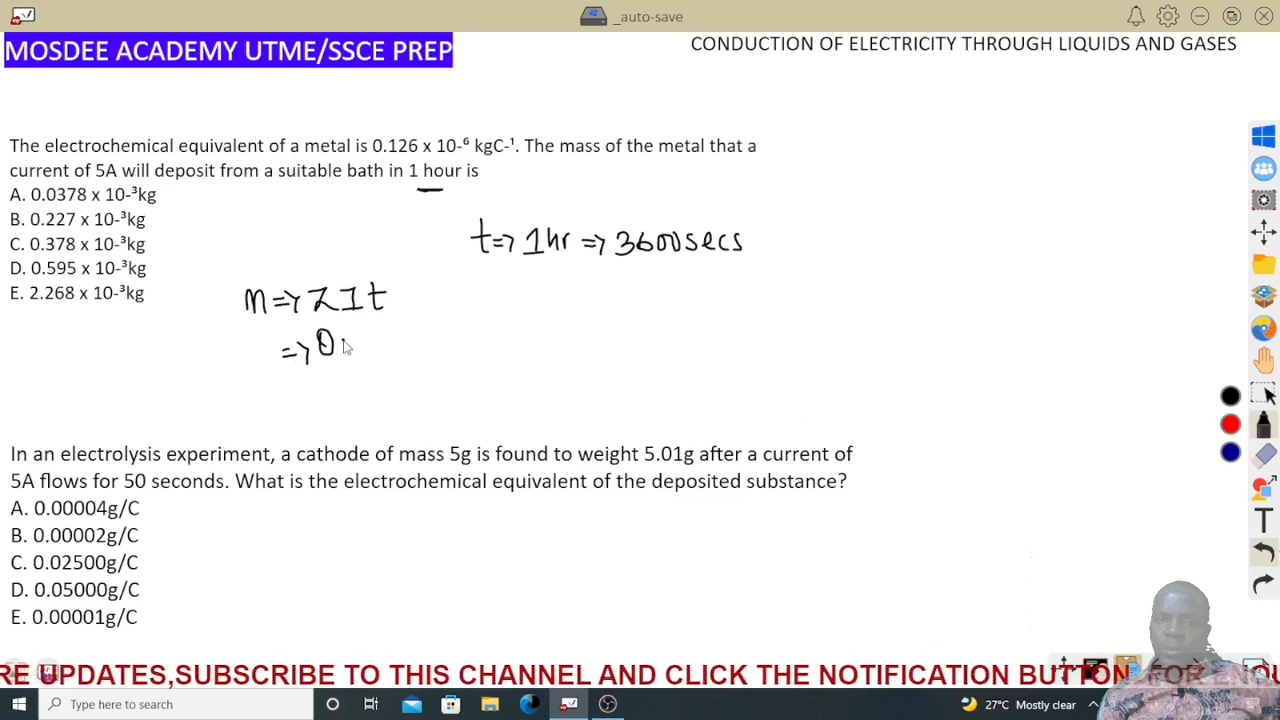 _auto-save
MOSDEE ACADEMY UTME/SSCE PREP
CONDUCTION OF ELECTRICITY THROUGH LIQUIDS AND GASES
The electrochemical equivalent of a metal is 0.126 x 10-⁶ kgC-¹. The mass of the metal that a
current of 5A will deposit from a suitable bath in 1 hour is
A. 0.0378 x 10-³kg
B. 0.227 x 10-³kg
C. 0.378 x 10-³kg
D. 0.595 x 10-³kg
E. 2.268 x 10-³kg
t => 1 hr => 3600 secs
m => Z I t
=> 0.
In an electrolysis experiment, a cathode of mass 5g is found to weight 5.01g after a current of
5A flows for 50 seconds. What is the electrochemical equivalent of the deposited substance?
A. 0.00004g/C
B. 0.00002g/C
C. 0.02500g/C
D. 0.05000g/C
E. 0.00001g/C
T
RE UPDATES,SUBSCRIBE TO THIS CHANNEL AND CLICK THE NOTIFICATION BUTTON. FOR ENQU
Type here to search
27°C Mostly clear